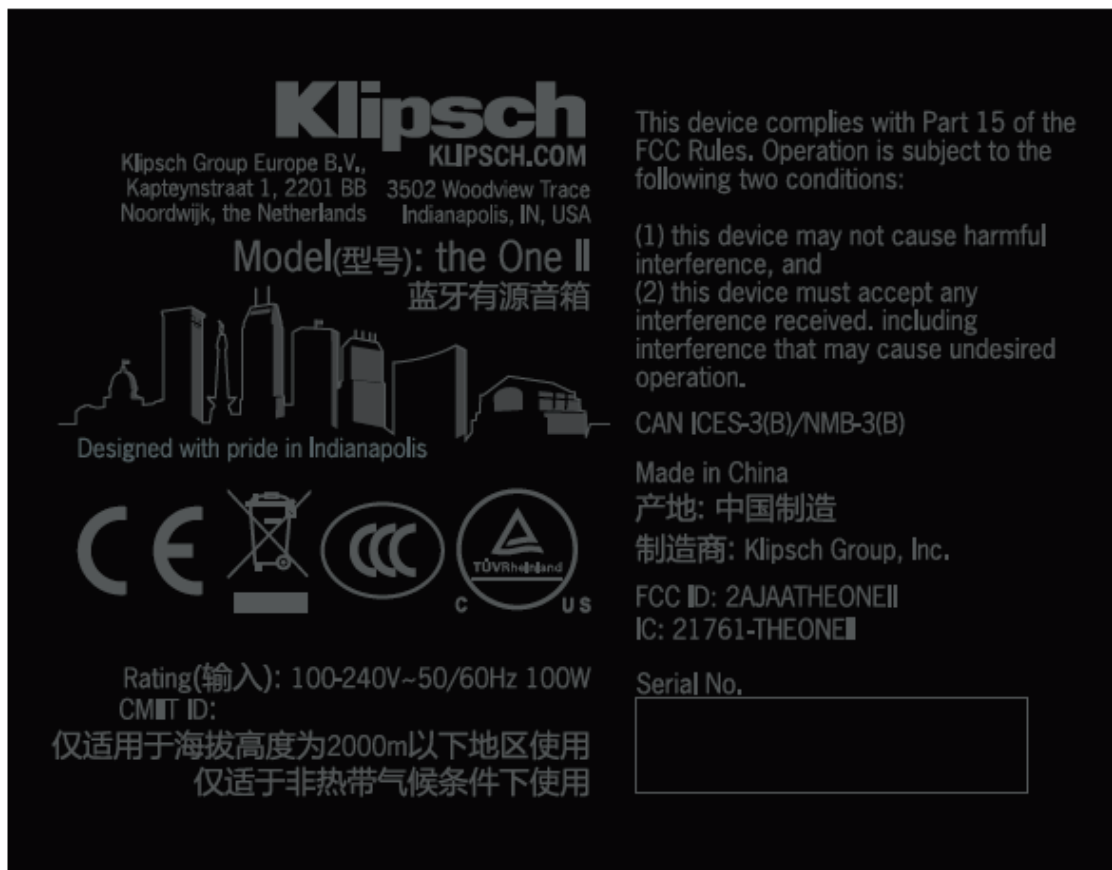 Klipsch
KLIPSCH.COM
Klipsch Group Europe B.V.,
Kapteynstraat 1, 2201 BB
Noordwijk, the Netherlands
3502 Woodview Trace
Indianapolis, IN, USA
Model(型号): the One II
蓝牙有源音箱
Designed with pride in Indianapolis
CE
CCC
TÜVRheinland
C US
Rating(输入): 100-240V~50/60Hz 100W
CMIIT ID:
仅适用于海拔高度为2000m以下地区使用
仅适于非热带气候条件下使用
This device complies with Part 15 of the
FCC Rules. Operation is subject to the
following two conditions:
(1) this device may not cause harmful
interference, and
(2) this device must accept any
interference received. including
interference that may cause undesired
operation.
CAN ICES-3(B)/NMB-3(B)
Made in China
产地: 中国制造
制造商: Klipsch Group, Inc.
FCC ID: 2AJAATHEONEII
IC: 21761-THEONEII
Serial No.